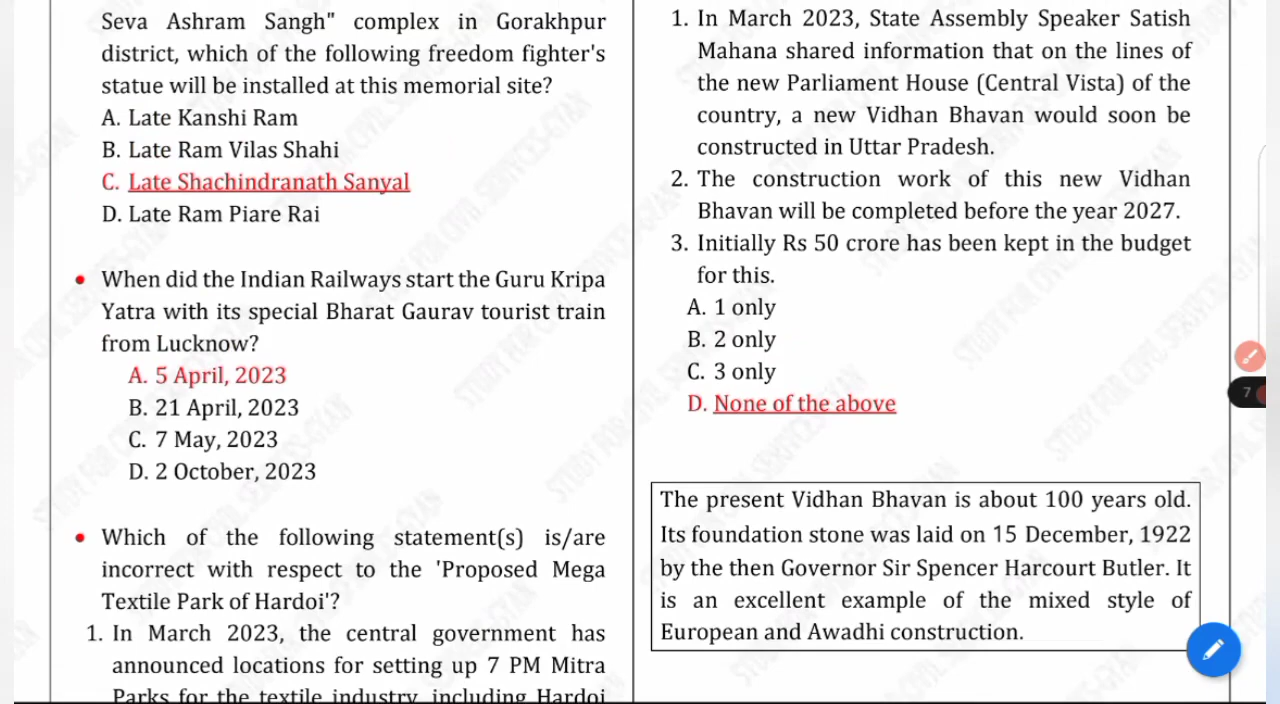 Seva Ashram Sangh" complex in Gorakhpur
district, which of the following freedom fighter's
statue will be installed at this memorial site?
A. Late Kanshi Ram
B. Late Ram Vilas Shahi
C. Late Shachindranath Sanyal
D. Late Ram Piare Rai
• When did the Indian Railways start the Guru Kripa
Yatra with its special Bharat Gaurav tourist train
from Lucknow?
A. 5 April, 2023
B. 21 April, 2023
C. 7 May, 2023
D. 2 October, 2023
• Which of the following statement(s) is/are
incorrect with respect to the 'Proposed Mega
Textile Park of Hardoi'?
1. In March 2023, the central government has
announced locations for setting up 7 PM Mitra
Parks for the textile industry, including Hardoi
1. In March 2023, State Assembly Speaker Satish
Mahana shared information that on the lines of
the new Parliament House (Central Vista) of the
country, a new Vidhan Bhavan would soon be
constructed in Uttar Pradesh.
2. The construction work of this new Vidhan
Bhavan will be completed before the year 2027.
3. Initially Rs 50 crore has been kept in the budget
for this.
A. 1 only
B. 2 only
C. 3 only
D. None of the above
The present Vidhan Bhavan is about 100 years old.
Its foundation stone was laid on 15 December, 1922
by the then Governor Sir Spencer Harcourt Butler. It
is an excellent example of the mixed style of
European and Awadhi construction.
7